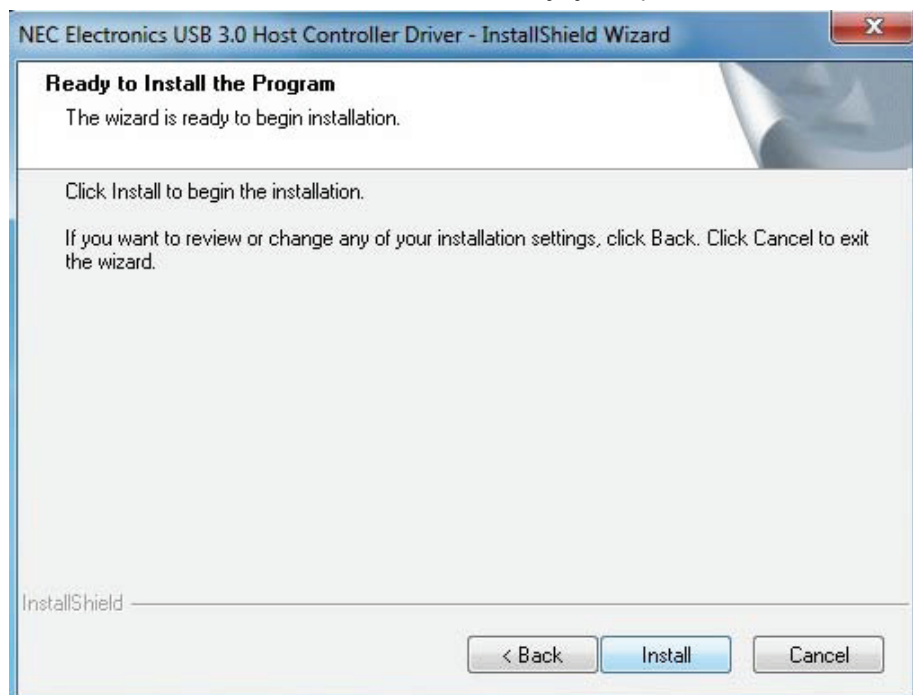 NEC Electronics USB 3.0 Host Controller Driver - InstallShield Wizard
Ready to Install the Program
The wizard is ready to begin installation.
Click Install to begin the installation.
If you want to review or change any of your installation settings, click Back. Click Cancel to exit
the wizard.
InstallShield
< Back Install Cancel